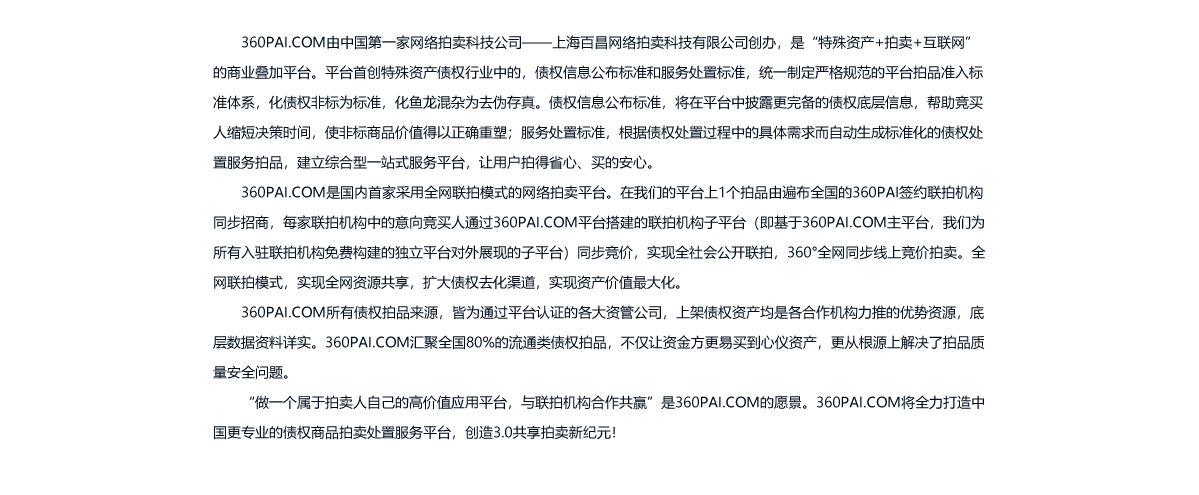 360PAI.COM由中国第一家网络拍卖科技公司——上海百昌网络拍卖科技有限公司创办，是“特殊资产+拍卖+互联网”
的商业叠加平台。平台首创特殊资产债权行业中的，债权信息公布标准和服务处置标准，统一制定严格规范的平台拍品准入标
准体系，化债权非标为标准，化鱼龙混杂为去伪存真。债权信息公布标准，将在平台中披露更完备的债权底层信息，帮助竞买
人缩短决策时间，使非标商品价值得以正确重塑；服务处置标准，根据债权处置过程中的具体需求而自动生成标准化的债权处
置服务拍品，建立综合型一站式服务平台，让用户拍得省心、买的安心。
360PAI.COM是国内首家采用全网联拍模式的网络拍卖平台。在我们的平台上1个拍品由遍布全国的360PAI签约联拍机构
同步招商，每家联拍机构中的意向竞买人通过360PAI.COM平台搭建的联拍机构子平台（即基于360PAI.COM主平台，我们为
所有入驻联拍机构免费构建的独立平台对外展现的子平台）同步竞价，实现全社会公开联拍，360°全网同步线上竞价拍卖。全
网联拍模式，实现全网资源共享，扩大债权去化渠道，实现资产价值最大化。
360PAI.COM所有债权拍品来源，皆为通过平台认证的各大资管公司，上架债权资产均是各合作机构力推的优势资源，底
层数据资料详实。360PAI.COM汇聚全国80%的流通类债权拍品，不仅让资金方更易买到心仪资产，更从根源上解决了拍品质
量安全问题。
“做一个属于拍卖人自己的高价值应用平台，与联拍机构合作共赢”是360PAI.COM的愿景。360PAI.COM将全力打造中
国更专业的债权商品拍卖处置服务平台，创造3.0共享拍卖新纪元！